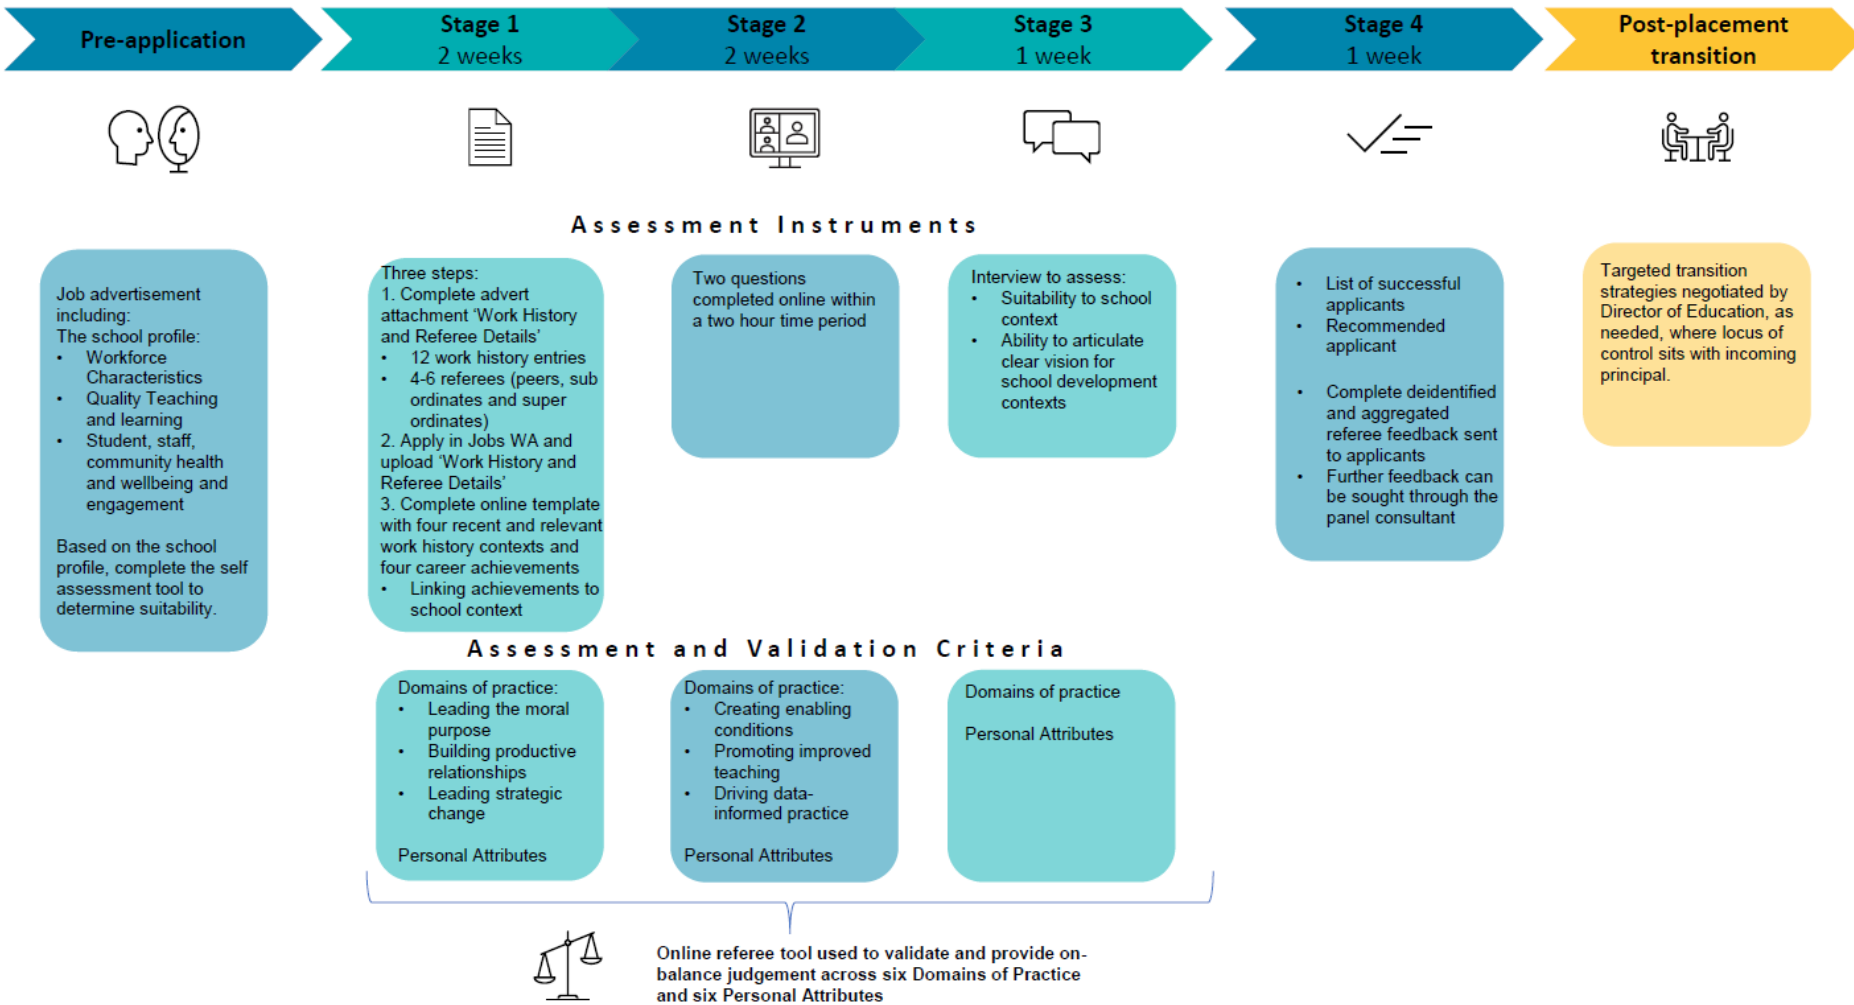 Pre-application
Stage 1
2 weeks
Stage 2
2 weeks
Stage 3
1 week
Stage 4
1 week
Post-placement
transition
Assessment Instruments
Job advertisement
including:
The school profile:
• Workforce
Characteristics
• Quality Teaching
and learning
• Student, staff,
community health
and wellbeing and
engagement
Based on the school
profile, complete the self
assessment tool to
determine suitability.
Three steps:
1. Complete advert
attachment ‘Work History
and Referee Details’
• 12 work history entries
• 4-6 referees (peers, sub
ordinates and super
ordinates)
2. Apply in Jobs WA and
upload ‘Work History and
Referee Details’
3. Complete online template
with four recent and relevant
work history contexts and
four career achievements
• Linking achievements to
school context
Two questions
completed online within
a two hour time period
Interview to assess:
• Suitability to school
context
• Ability to articulate
clear vision for
school development
contexts
• List of successful
applicants
• Recommended
applicant
• Complete deidentified
and aggregated
referee feedback sent
to applicants
• Further feedback can
be sought through the
panel consultant
Targeted transition
strategies negotiated by
Director of Education, as
needed, where locus of
control sits with incoming
principal.
Assessment and Validation Criteria
Domains of practice:
• Leading the moral
purpose
• Building productive
relationships
• Leading strategic
change
Personal Attributes
Domains of practice:
• Creating enabling
conditions
• Promoting improved
teaching
• Driving data-
informed practice
Personal Attributes
Domains of practice
Personal Attributes
Online referee tool used to validate and provide on-
balance judgement across six Domains of Practice
and six Personal Attributes